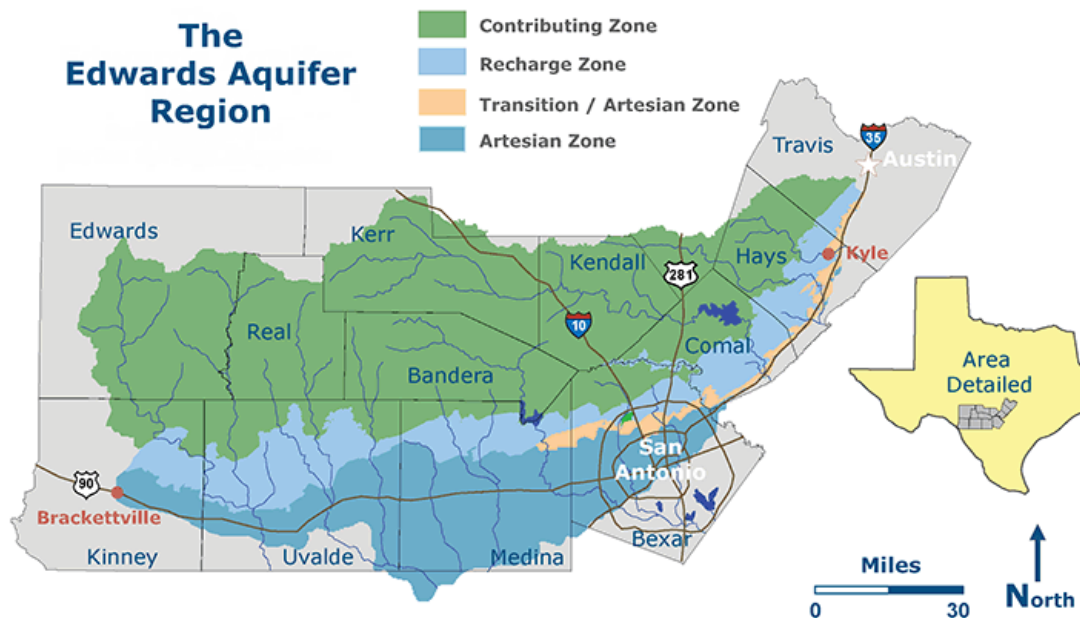 The
Edwards Aquifer
Region
Contributing Zone
Recharge Zone
Transition / Artesian Zone
Artesian Zone
Travis
35
Austin
Edwards
Kerr
Kendall
Hays
Kyle
281
Real
10
Comal
Bandera
Area
Detailed
San
Antonio
90
Brackettville
Kinney
Uvalde
Medina
Bexar
Miles
0 30
North